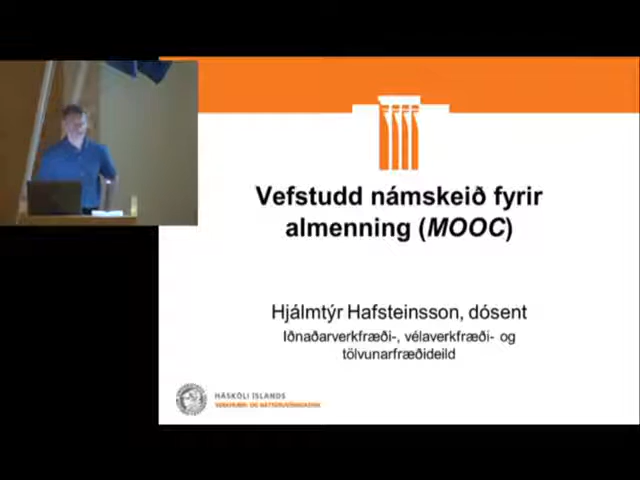 Vefstudd námskeið fyrir
almenning (MOOC)
Hjálmtýr Hafsteinsson, dósent
Iðnaðarverkfræði-, vélaverkfræði- og
tölvunarfræðideild
HÁSKÓLI ÍSLANDS
VERKFRÆÐI- OG NÁTTÚRUVÍSINDASVIÐ